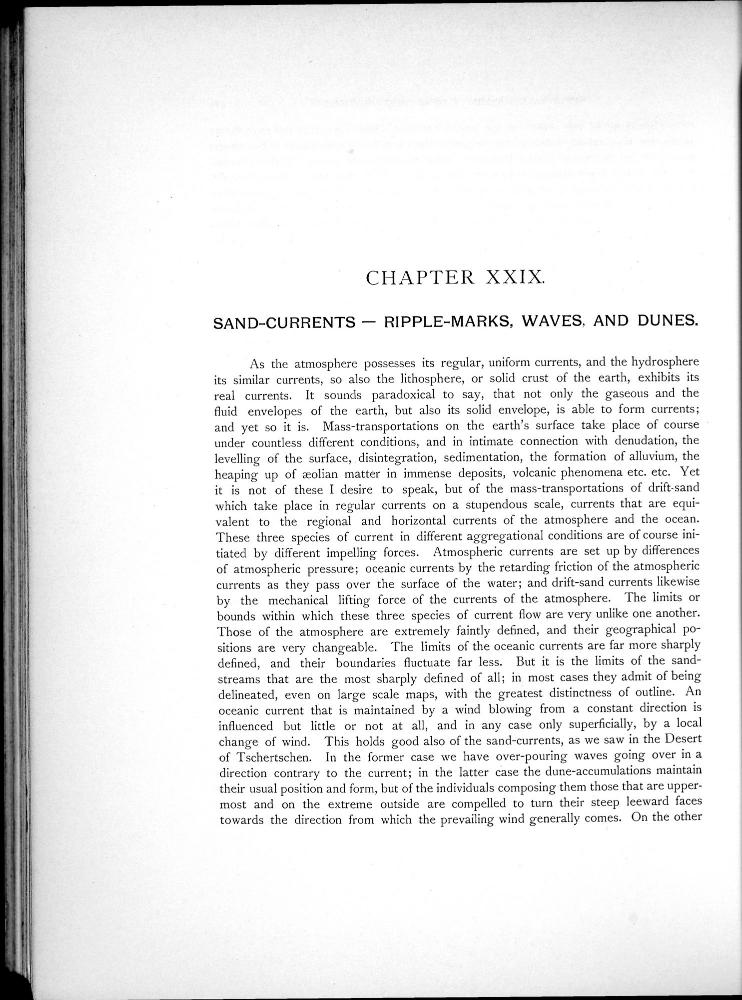 CHAPTER XXIX.
SAND-CURRENTS — RIPPLE-MARKS, WAVES, AND DUNES.
As the atmosphere possesses its regular, uniform currents, and the hydrosphere
its similar currents, so also the lithosphere, or solid crust of the earth, exhibits its
real currents. It sounds paradoxical to say, that not only the gaseous and the
fluid envelopes of the earth, but also its solid envelope, is able to form currents;
and yet so it is. Mass-transportations on the earth's surface take place of course
under countless different conditions, and in intimate connection with denudation, the
levelling of the surface, disintegration, sedimentation, the formation of alluvium, the
heaping up of æolian matter in immense deposits, volcanic phenomena etc. etc. Yet
it is not of these I desire to speak, but of the mass-transportations of drift-sand
which take place in regular currents on a stupendous scale, currents that are equi-
valent to the regional and horizontal currents of the atmosphere and the ocean.
These three species of current in different aggregational conditions are of course ini-
tiated by different impelling forces. Atmospheric currents are set up by differences
of atmospheric pressure; oceanic currents by the retarding friction of the atmospheric
currents as they pass over the surface of the water; and drift-sand currents likewise
by the mechanical lifting force of the currents of the atmosphere. The limits or
bounds within which these three species of current flow are very unlike one another.
Those of the atmosphere are extremely faintly defined, and their geographical po-
sitions are very changeable. The limits of the oceanic currents are far more sharply
defined, and their boundaries fluctuate far less. But it is the limits of the sand-
streams that are the most sharply defined of all; in most cases they admit of being
delineated, even on large scale maps, with the greatest distinctness of outline. An
oceanic current that is maintained by a wind blowing from a constant direction is
influenced but little or not at all, and in any case only superficially, by a local
change of wind. This holds good also of the sand-currents, as we saw in the Desert
of Tschertschen. In the former case we have over-pouring waves going over in a
direction contrary to the current; in the latter case the dune-accumulations maintain
their usual position and form, but of the individuals composing them those that are upper-
most and on the extreme outside are compelled to turn their steep leeward faces
towards the direction from which the prevailing wind generally comes. On the other